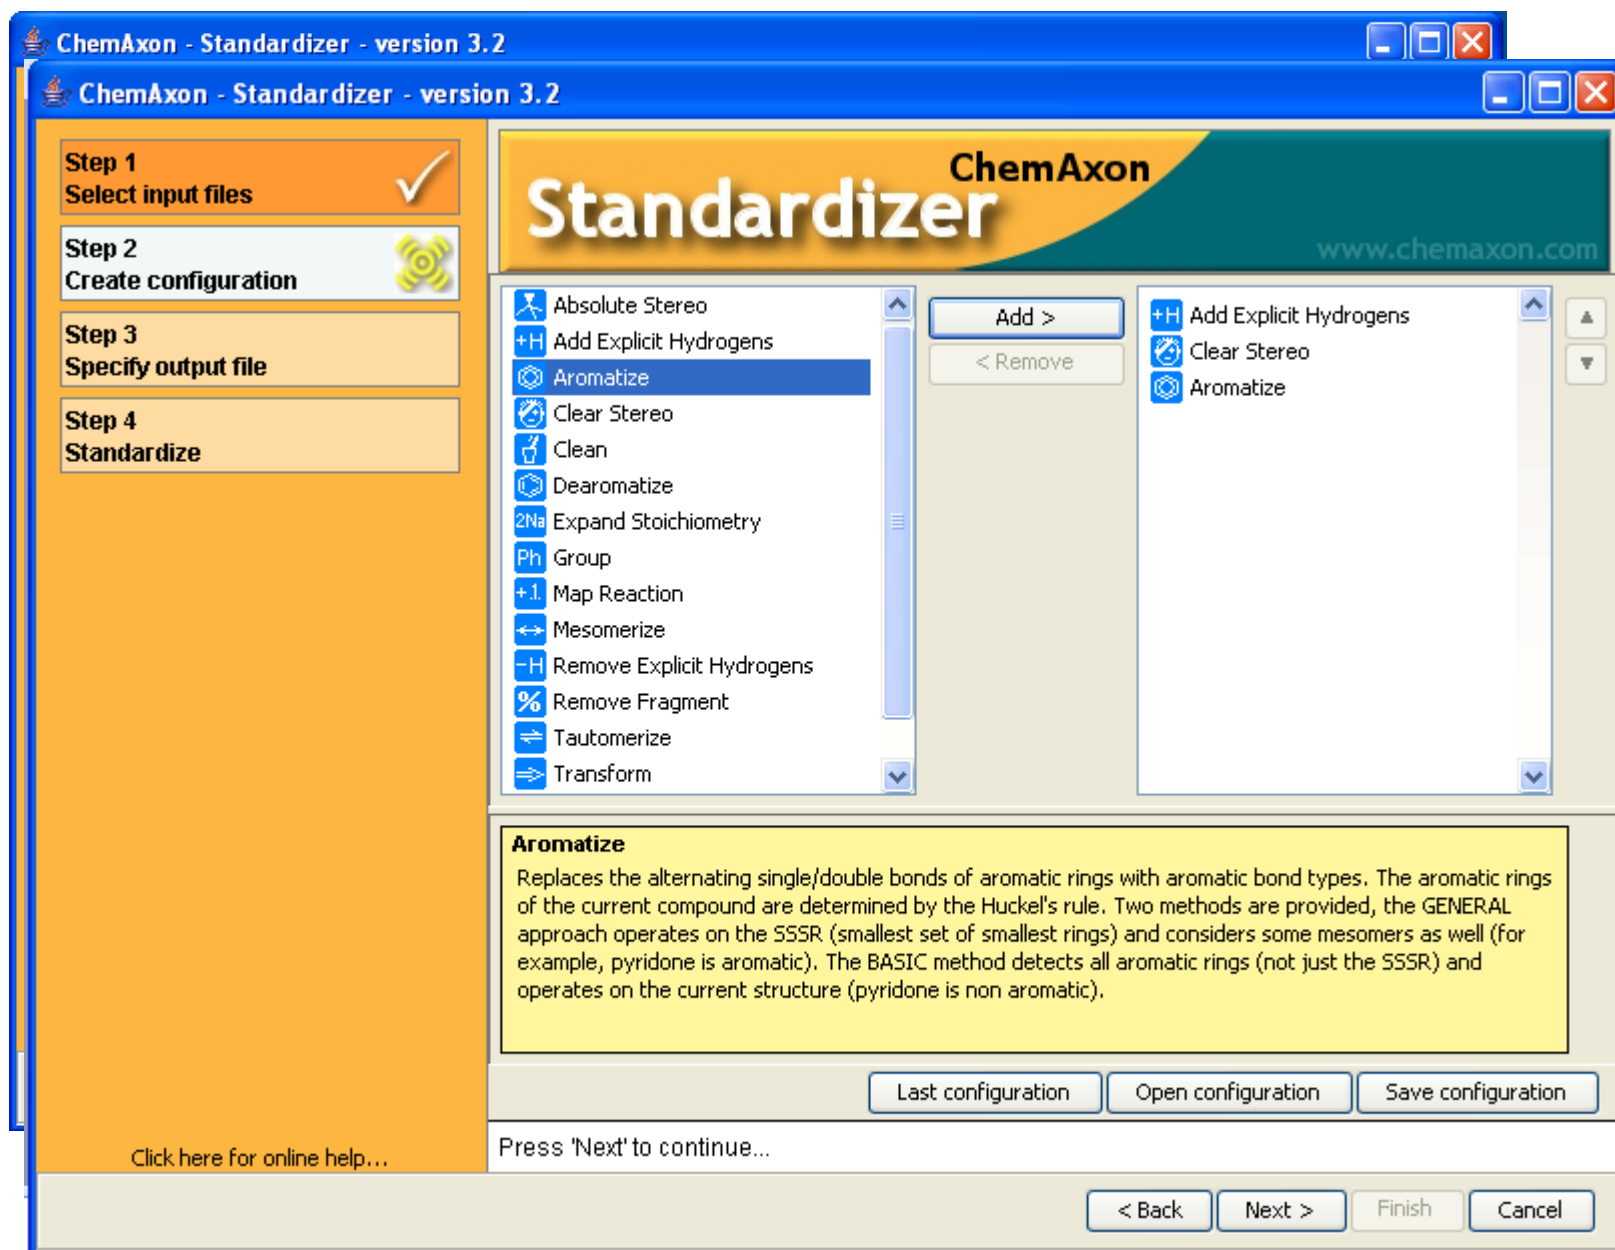 ChemAxon - Standardizer - version 3.2
ChemAxon - Standardizer - version 3.2
Step 1
Select input files
Step 2
Create configuration
Step 3
Specify output file
Step 4
Standardize
Click here for online help...
ChemAxon
Standardizer
www.chemaxon.com
Absolute Stereo
+H Add Explicit Hydrogens
Aromatize
Clear Stereo
Clean
Dearomatize
2Na Expand Stoichiometry
Ph Group
+.1. Map Reaction
Mesomerize
-H Remove Explicit Hydrogens
% Remove Fragment
Tautomerize
Transform
Add >
< Remove
+H Add Explicit Hydrogens
Clear Stereo
Aromatize
Aromatize
Replaces the alternating single/double bonds of aromatic rings with aromatic bond types. The aromatic rings
of the current compound are determined by the Huckel's rule. Two methods are provided, the GENERAL
approach operates on the SSSR (smallest set of smallest rings) and considers some mesomers as well (for
example, pyridone is aromatic). The BASIC method detects all aromatic rings (not just the SSSR) and
operates on the current structure (pyridone is non aromatic).
Last configuration
Open configuration
Save configuration
Press 'Next' to continue...
< Back
Next >
Finish
Cancel